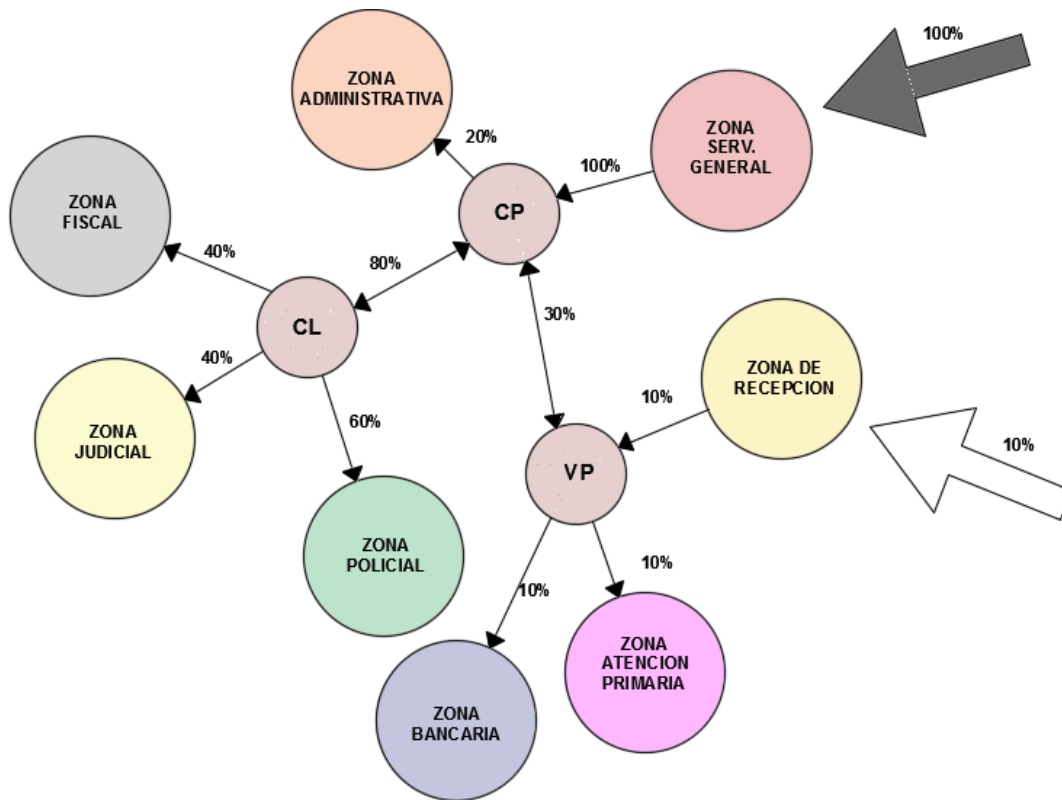 100%
ZONA
ADMINISTRATIVA
ZONA
SERV.
GENERAL
20%
100%
CP
ZONA
FISCAL
40%
80%
CL
30%
40%
ZONA
JUDICIAL
60%
ZONA DE
RECEPCION
10%
10%
VP
ZONA
POLICIAL
10%
10%
ZONA
ATENCION
PRIMARIA
ZONA
BANCARIA